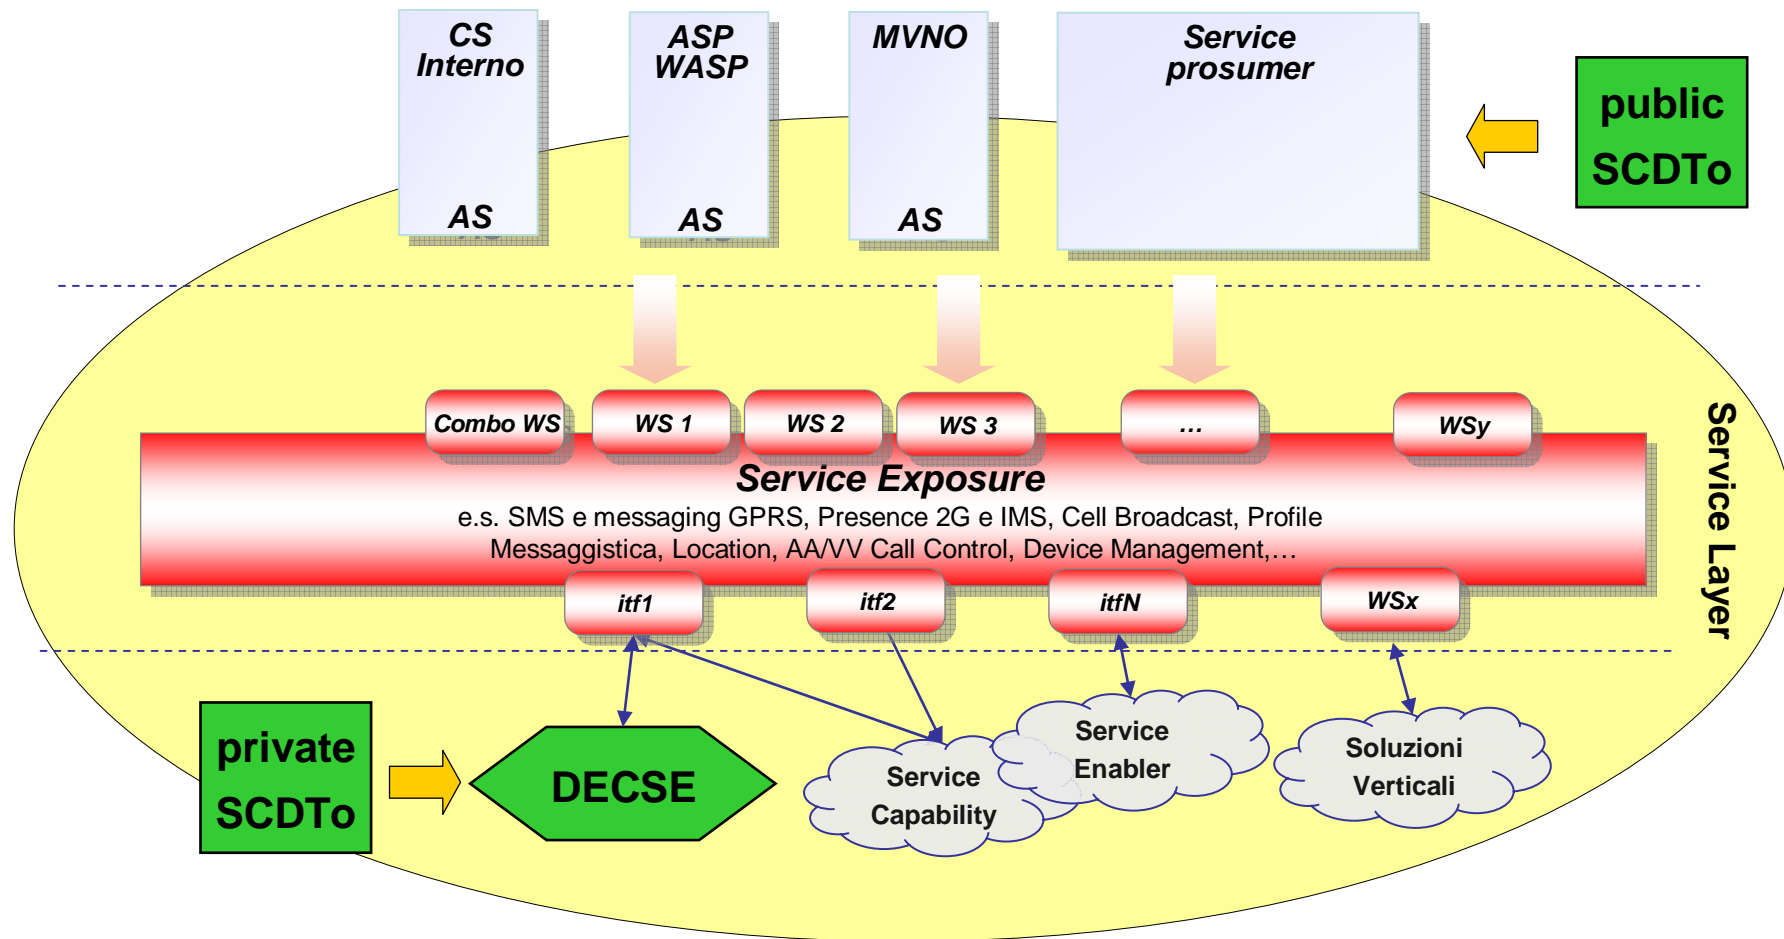 CS
Interno
AS
ASP
WASP
AS
MVNO
AS
Service
prosumer
public
SCDTo
Combo WS
WS 1
WS 2
WS 3
...
WSy
Service Exposure
e.s. SMS e messaging GPRS, Presence 2G e IMS, Cell Broadcast, Profile
Messaggistica, Location, AA/VV Call Control, Device Management,...
Service Layer
itf1
itf2
itfN
WSx
private
SCDTo
DECSE
Service
Capability
Service
Enabler
Soluzioni
Verticali